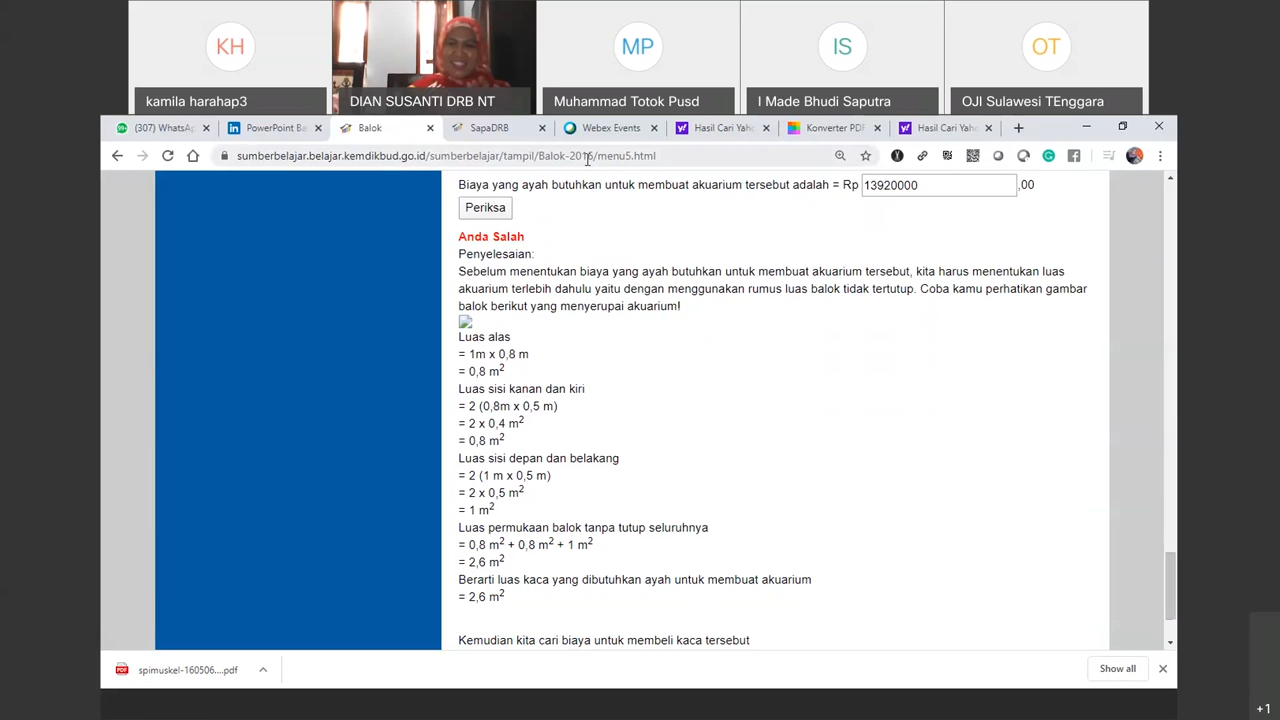 KH
MP
IS
OT
kamila harahap3
DIAN SUSANTI DRB NT
Muhammad Totok Pusd
I Made Bhudi Saputra
OJI Sulawesi TEnggara
(307) WhatsA
PowerPoint Ba
Balok
SapaDRB
Webex Events
Hasil Cari Yaho
Konverter PDF
Hasil Cari Yaho
sumberbelajar.belajar.kemdikbud.go.id/sumberbelajar/tampil/Balok-2016/menu5.html
Biaya yang ayah butuhkan untuk membuat akuarium tersebut adalah = Rp 13920000 ,00
Periksa
Anda Salah
Penyelesaian:
Sebelum menentukan biaya yang ayah butuhkan untuk membuat akuarium tersebut, kita harus menentukan luas
akuarium terlebih dahulu yaitu dengan menggunakan rumus luas balok tidak tertutup. Coba kamu perhatikan gambar
balok berikut yang menyerupai akuarium!
Luas alas
= 1m x 0,8 m
= 0,8 m²
Luas sisi kanan dan kiri
= 2 (0,8m x 0,5 m)
= 2 x 0,4 m²
= 0,8 m²
Luas sisi depan dan belakang
= 2 (1 m x 0,5 m)
= 2 x 0,5 m²
= 1 m²
Luas permukaan balok tanpa tutup seluruhnya
= 0,8 m² + 0,8 m² + 1 m²
= 2,6 m²
Berarti luas kaca yang dibutuhkan ayah untuk membuat akuarium
= 2,6 m²
Kemudian kita cari biaya untuk membeli kaca tersebut
spimuskel-160506....pdf
Show all
+1